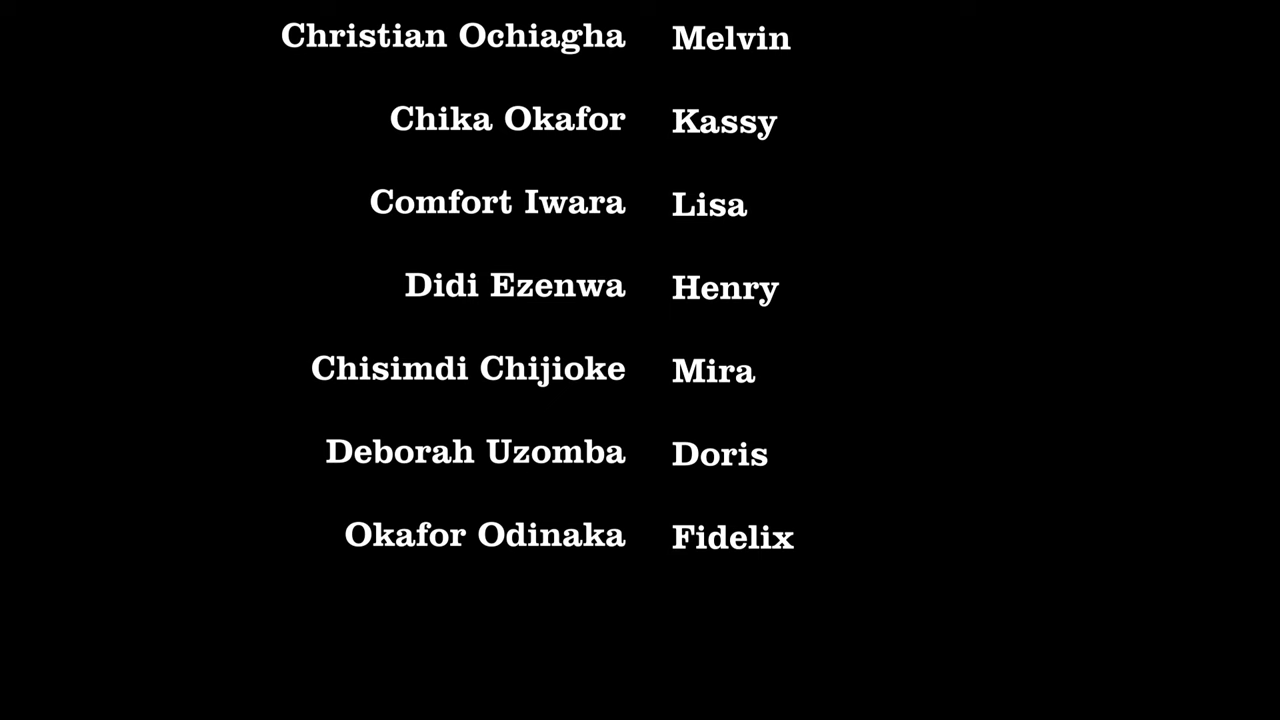 Christian Ochiagha Melvin
Chika Okafor Kassy
Comfort Iwara Lisa
Didi Ezenwa Henry
Chisimdi Chijioke Mira
Deborah Uzomba Doris
Okafor Odinaka Fidelix